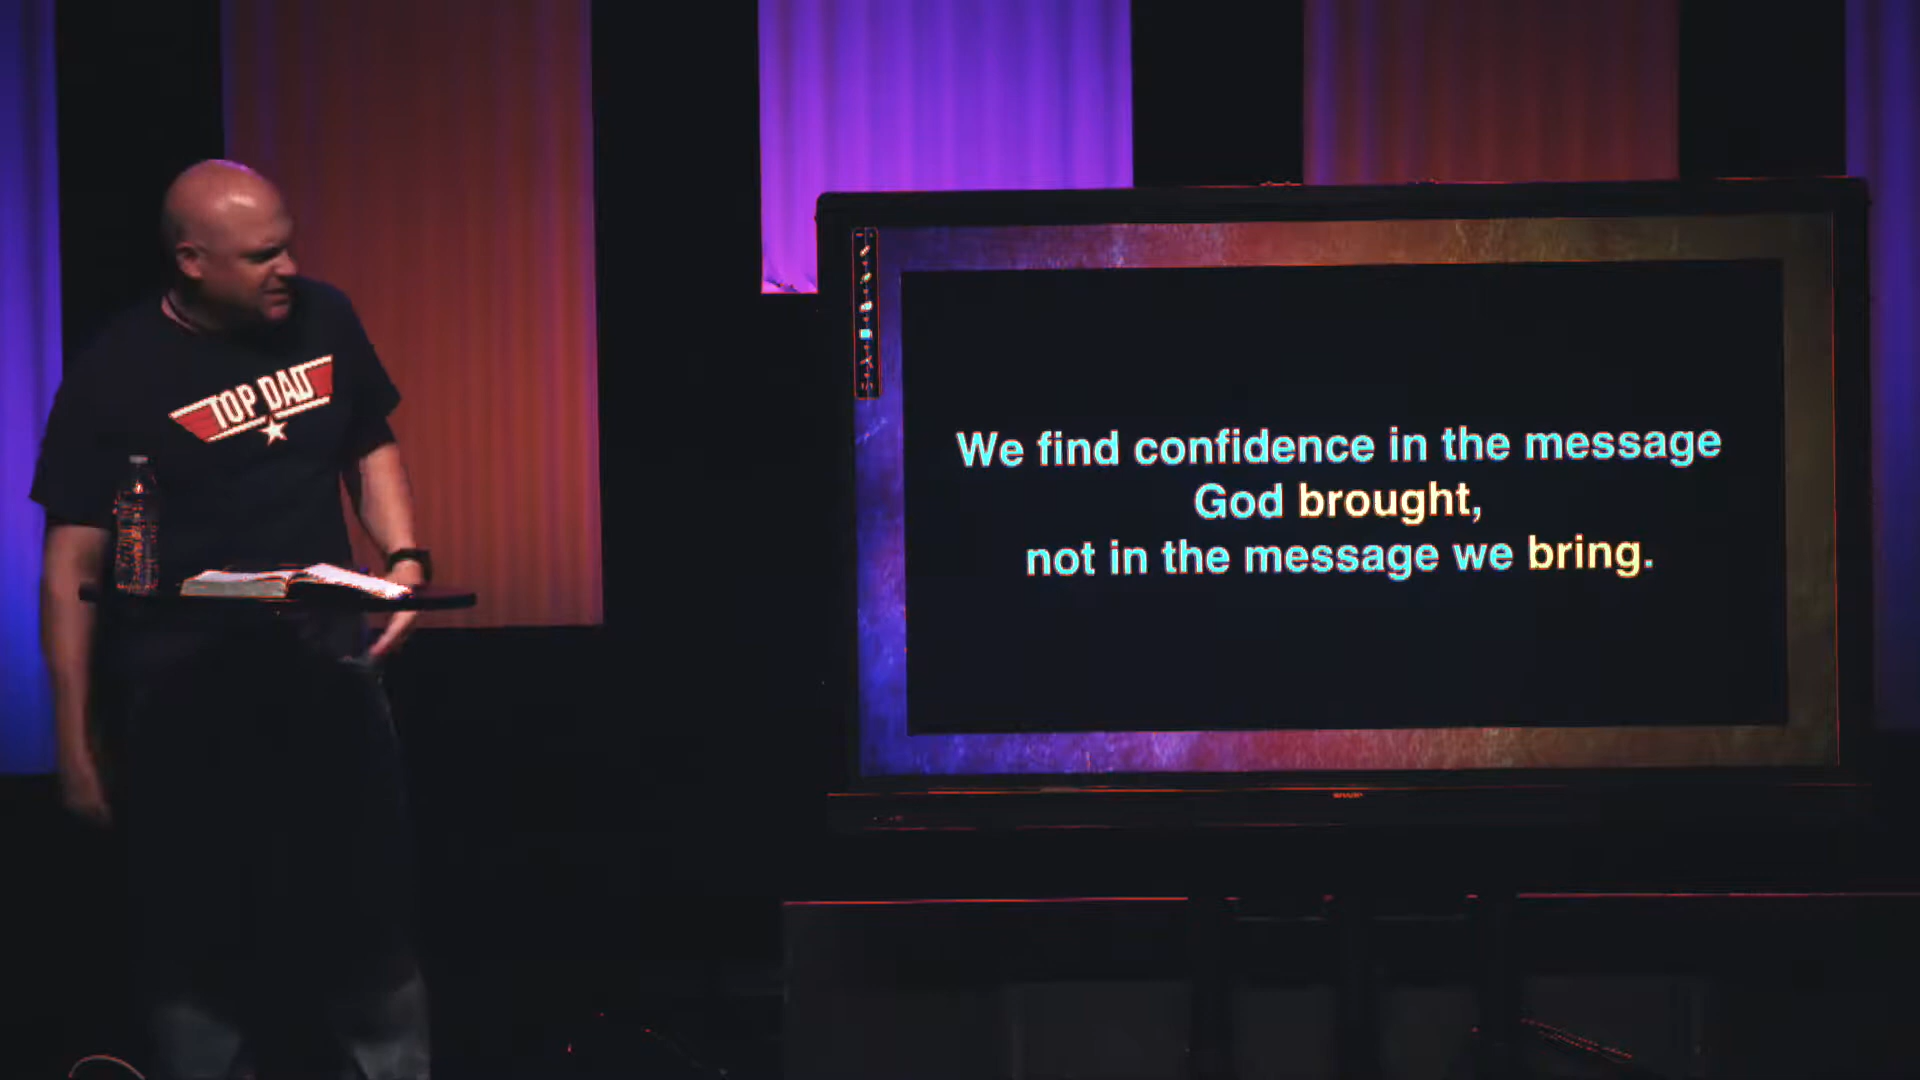 TOP DAD
We find confidence in the message
God brought,
not in the message we bring.